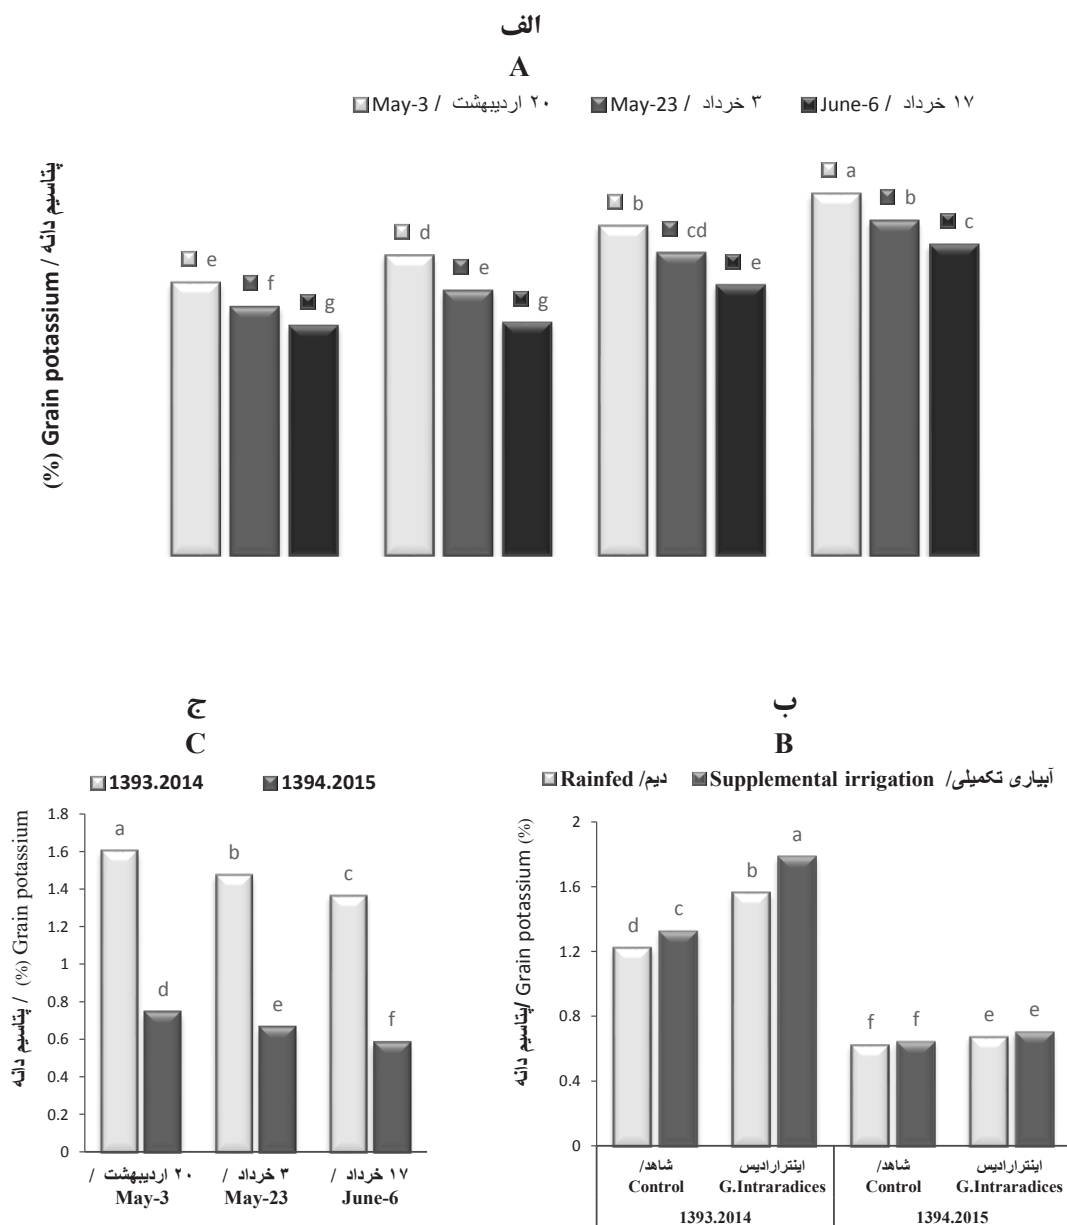 الف
A
May-3 / ۲۰ اردیبهشت May-23 / ۳ خرداد June-6 / ۱۷ خرداد
(%) Grain potassium / پتاسیم دانه
e f g d e g b cd e a b c
ج
C
1393.2014 1394.2015
پتاسیم دانه / (%) Grain potassium
1.8
1.6
1.4
1.2
1
0.8
0.6
0.4
0.2
0
a d b e c f
۲۰ اردیبهشت / ۳ خرداد / ۱۷ خرداد /
May-3 May-23 June-6
ب
B
Rainfed /دیم Supplemental irrigation /آبیاری تکمیلی
پتاسیم دانه/ Grain potassium (%)
2
1.6
1.2
0.8
0.4
0
d c b a f f e e
شاهد/ اینترارادیس شاهد/ اینترارادیس
Control G.Intraradices Control G.Intraradices
1393.2014 1394.2015